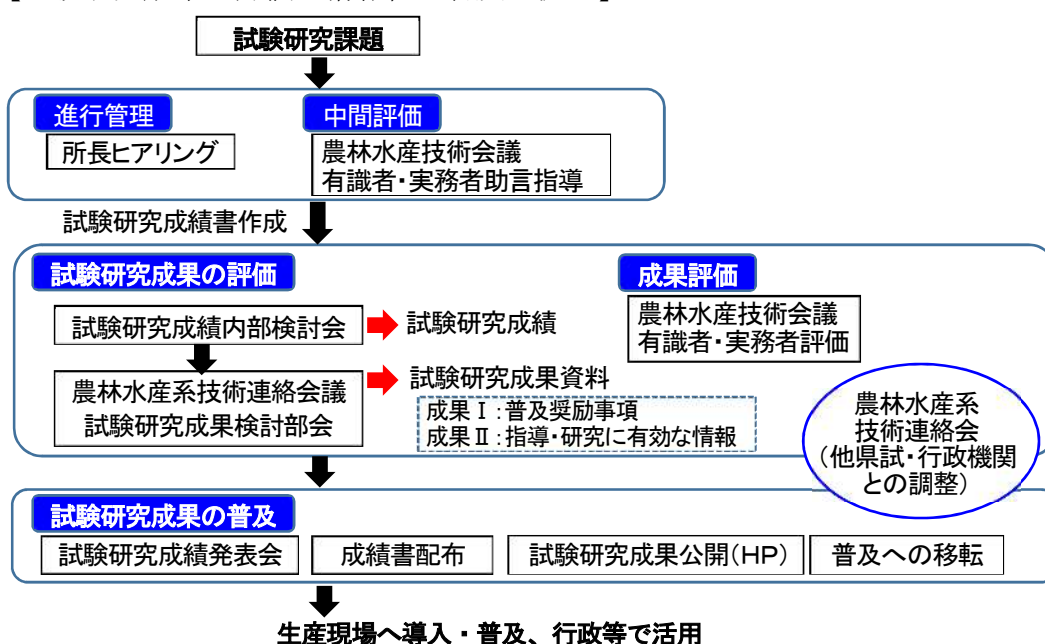 試験研究課題
進行管理
所長ヒアリング
中間評価
農林水産技術会議
有識者・実務者助言指導
試験研究成績書作成
試験研究成果の評価
試験研究成績内部検討会
試験研究成績
農林水産系技術連絡会議
試験研究成果検討部会
試験研究成果資料
成果Ⅰ：普及奨励事項
成果Ⅱ：指導・研究に有効な情報
成果評価
農林水産技術会議
有識者・実務者評価
農林水産系
技術連絡会
（他県試・行政機関
との調整）
試験研究成果の普及
試験研究成績発表会
成績書配布
試験研究成果公開（HP）
普及への移転
生産現場へ導入・普及、行政等で活用